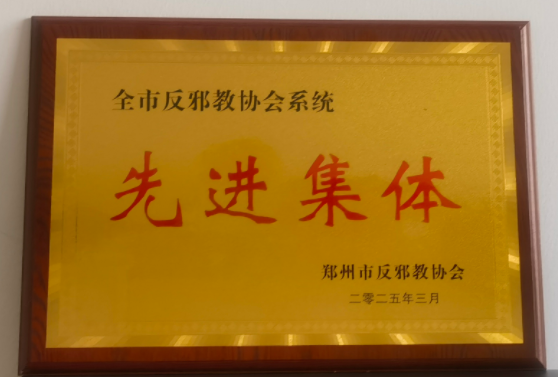 全市反邪教协会系统
先进集体
郑州市反邪教协会
二零二五年三月